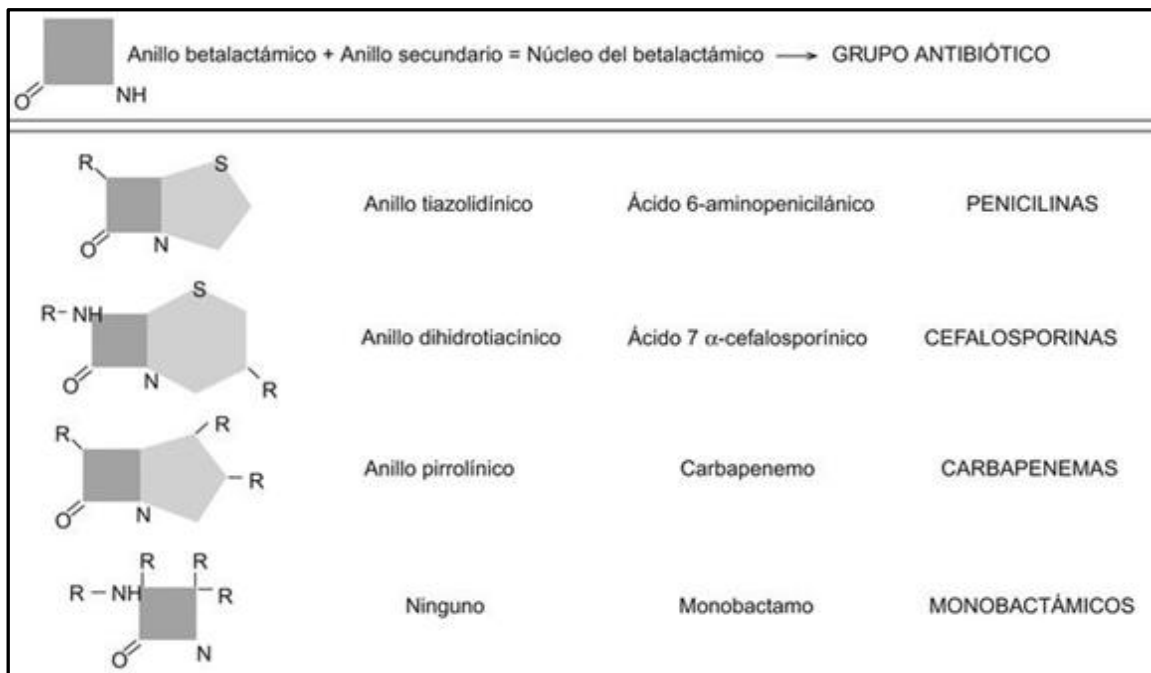 Anillo betalactámico + Anillo secundario = Núcleo del betalactámico → GRUPO ANTIBIÓTICO
O NH
R S
Anillo tiazolidínico Ácido 6-aminopenicilánico PENICILINAS
O N
S
R- NH
Anillo dihidrotiacínico Ácido 7 α-cefalosporínico CEFALOSPORINAS
O N
R
R R
Anillo pirrolínico Carbapenemo CARBAPENEMAS
R
O N
R R
R - NH R
Ninguno Monobactamo MONOBACTÁMICOS
O N